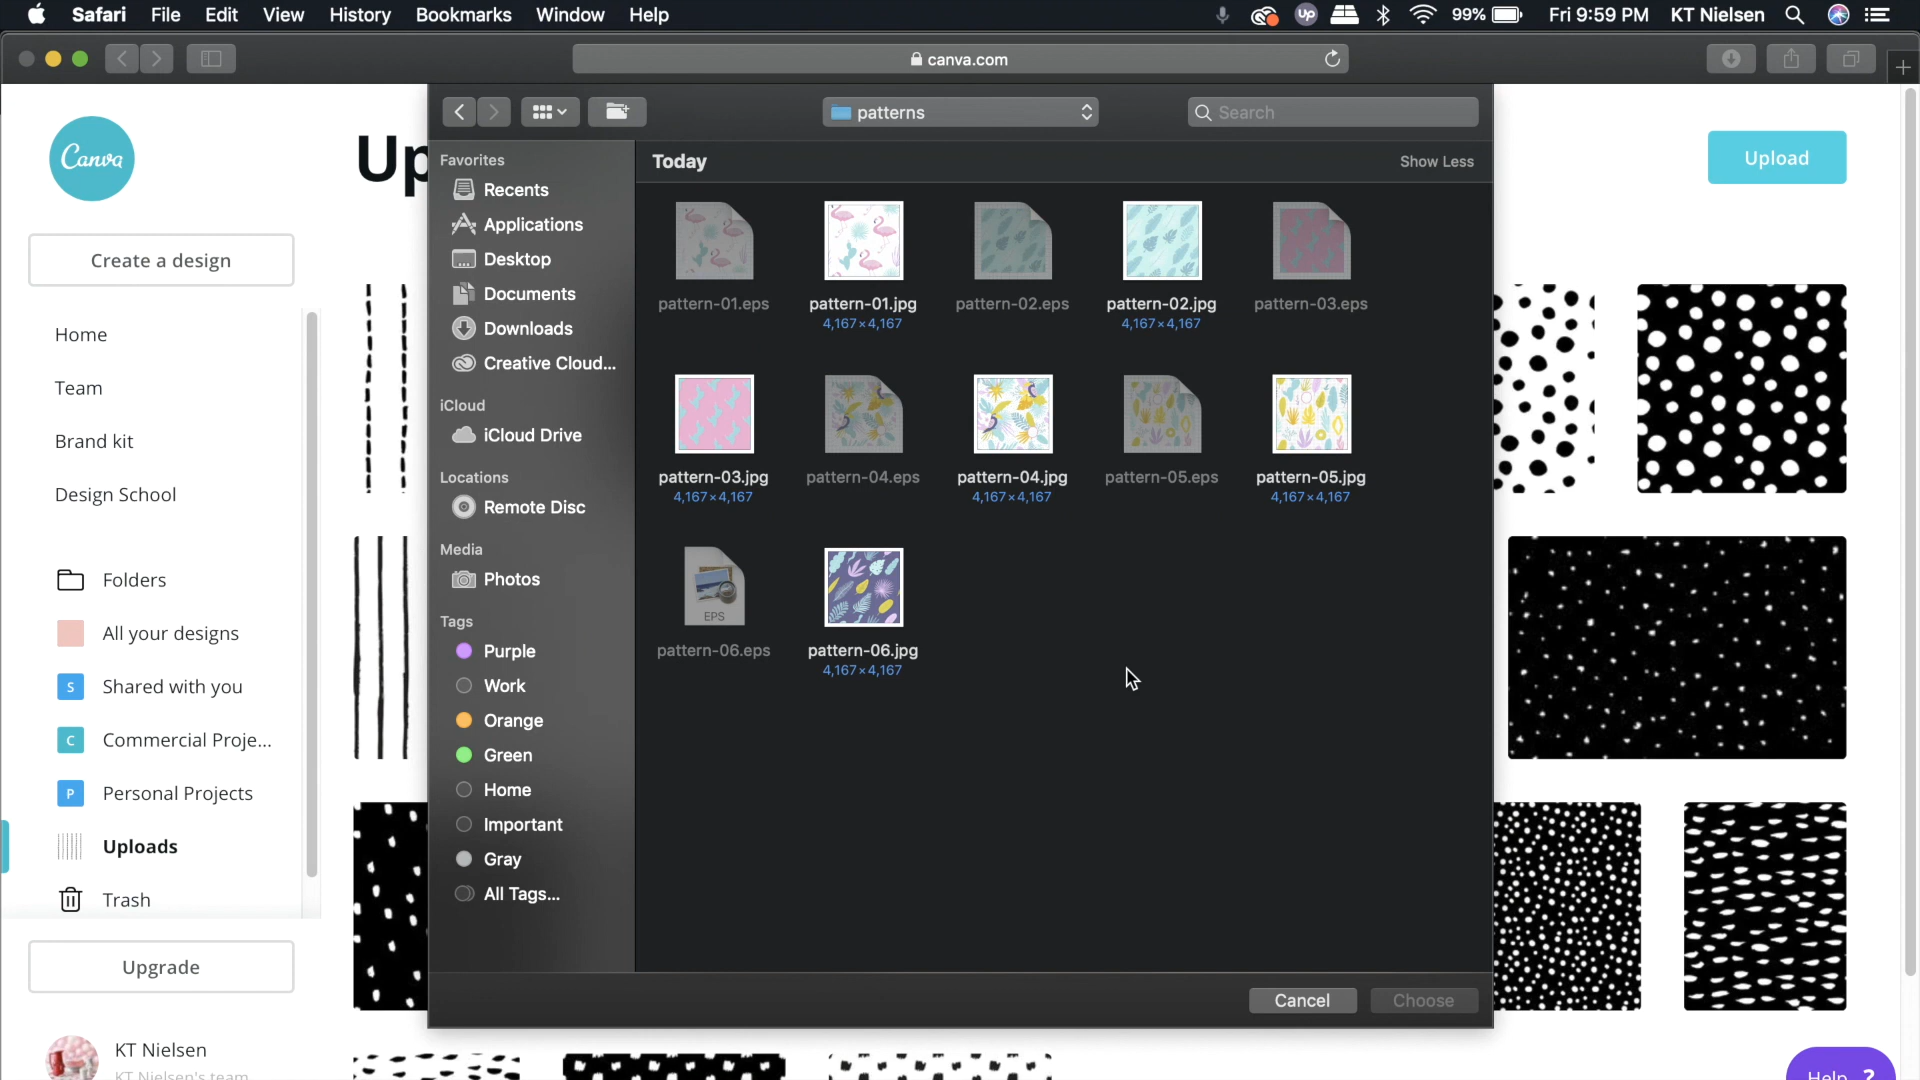 Safari File Edit View History Bookmarks Window Help
Up 99% Fri 9:59 PM KT Nielsen
canva.com
Canva
Up
Upload
Create a design
Home
Team
Brand kit
Design School
Folders
All your designs
S Shared with you
C Commercial Proje...
P Personal Projects
Uploads
Trash
Upgrade
KT Nielsen
KT Nielsen's team
patterns
Search
Favorites
Recents
Applications
Desktop
Documents
Downloads
Creative Cloud...
iCloud
iCloud Drive
Locations
Remote Disc
Media
Photos
Tags
Purple
Work
Orange
Green
Home
Important
Gray
All Tags...
Today Show Less
pattern-01.eps pattern-01.jpg pattern-02.eps pattern-02.jpg pattern-03.eps
4,167×4,167 4,167×4,167
pattern-03.jpg pattern-04.eps pattern-04.jpg pattern-05.eps pattern-05.jpg
4,167×4,167 4,167×4,167 4,167×4,167
EPS
pattern-06.eps pattern-06.jpg
4,167×4,167
Cancel Choose
Help ?